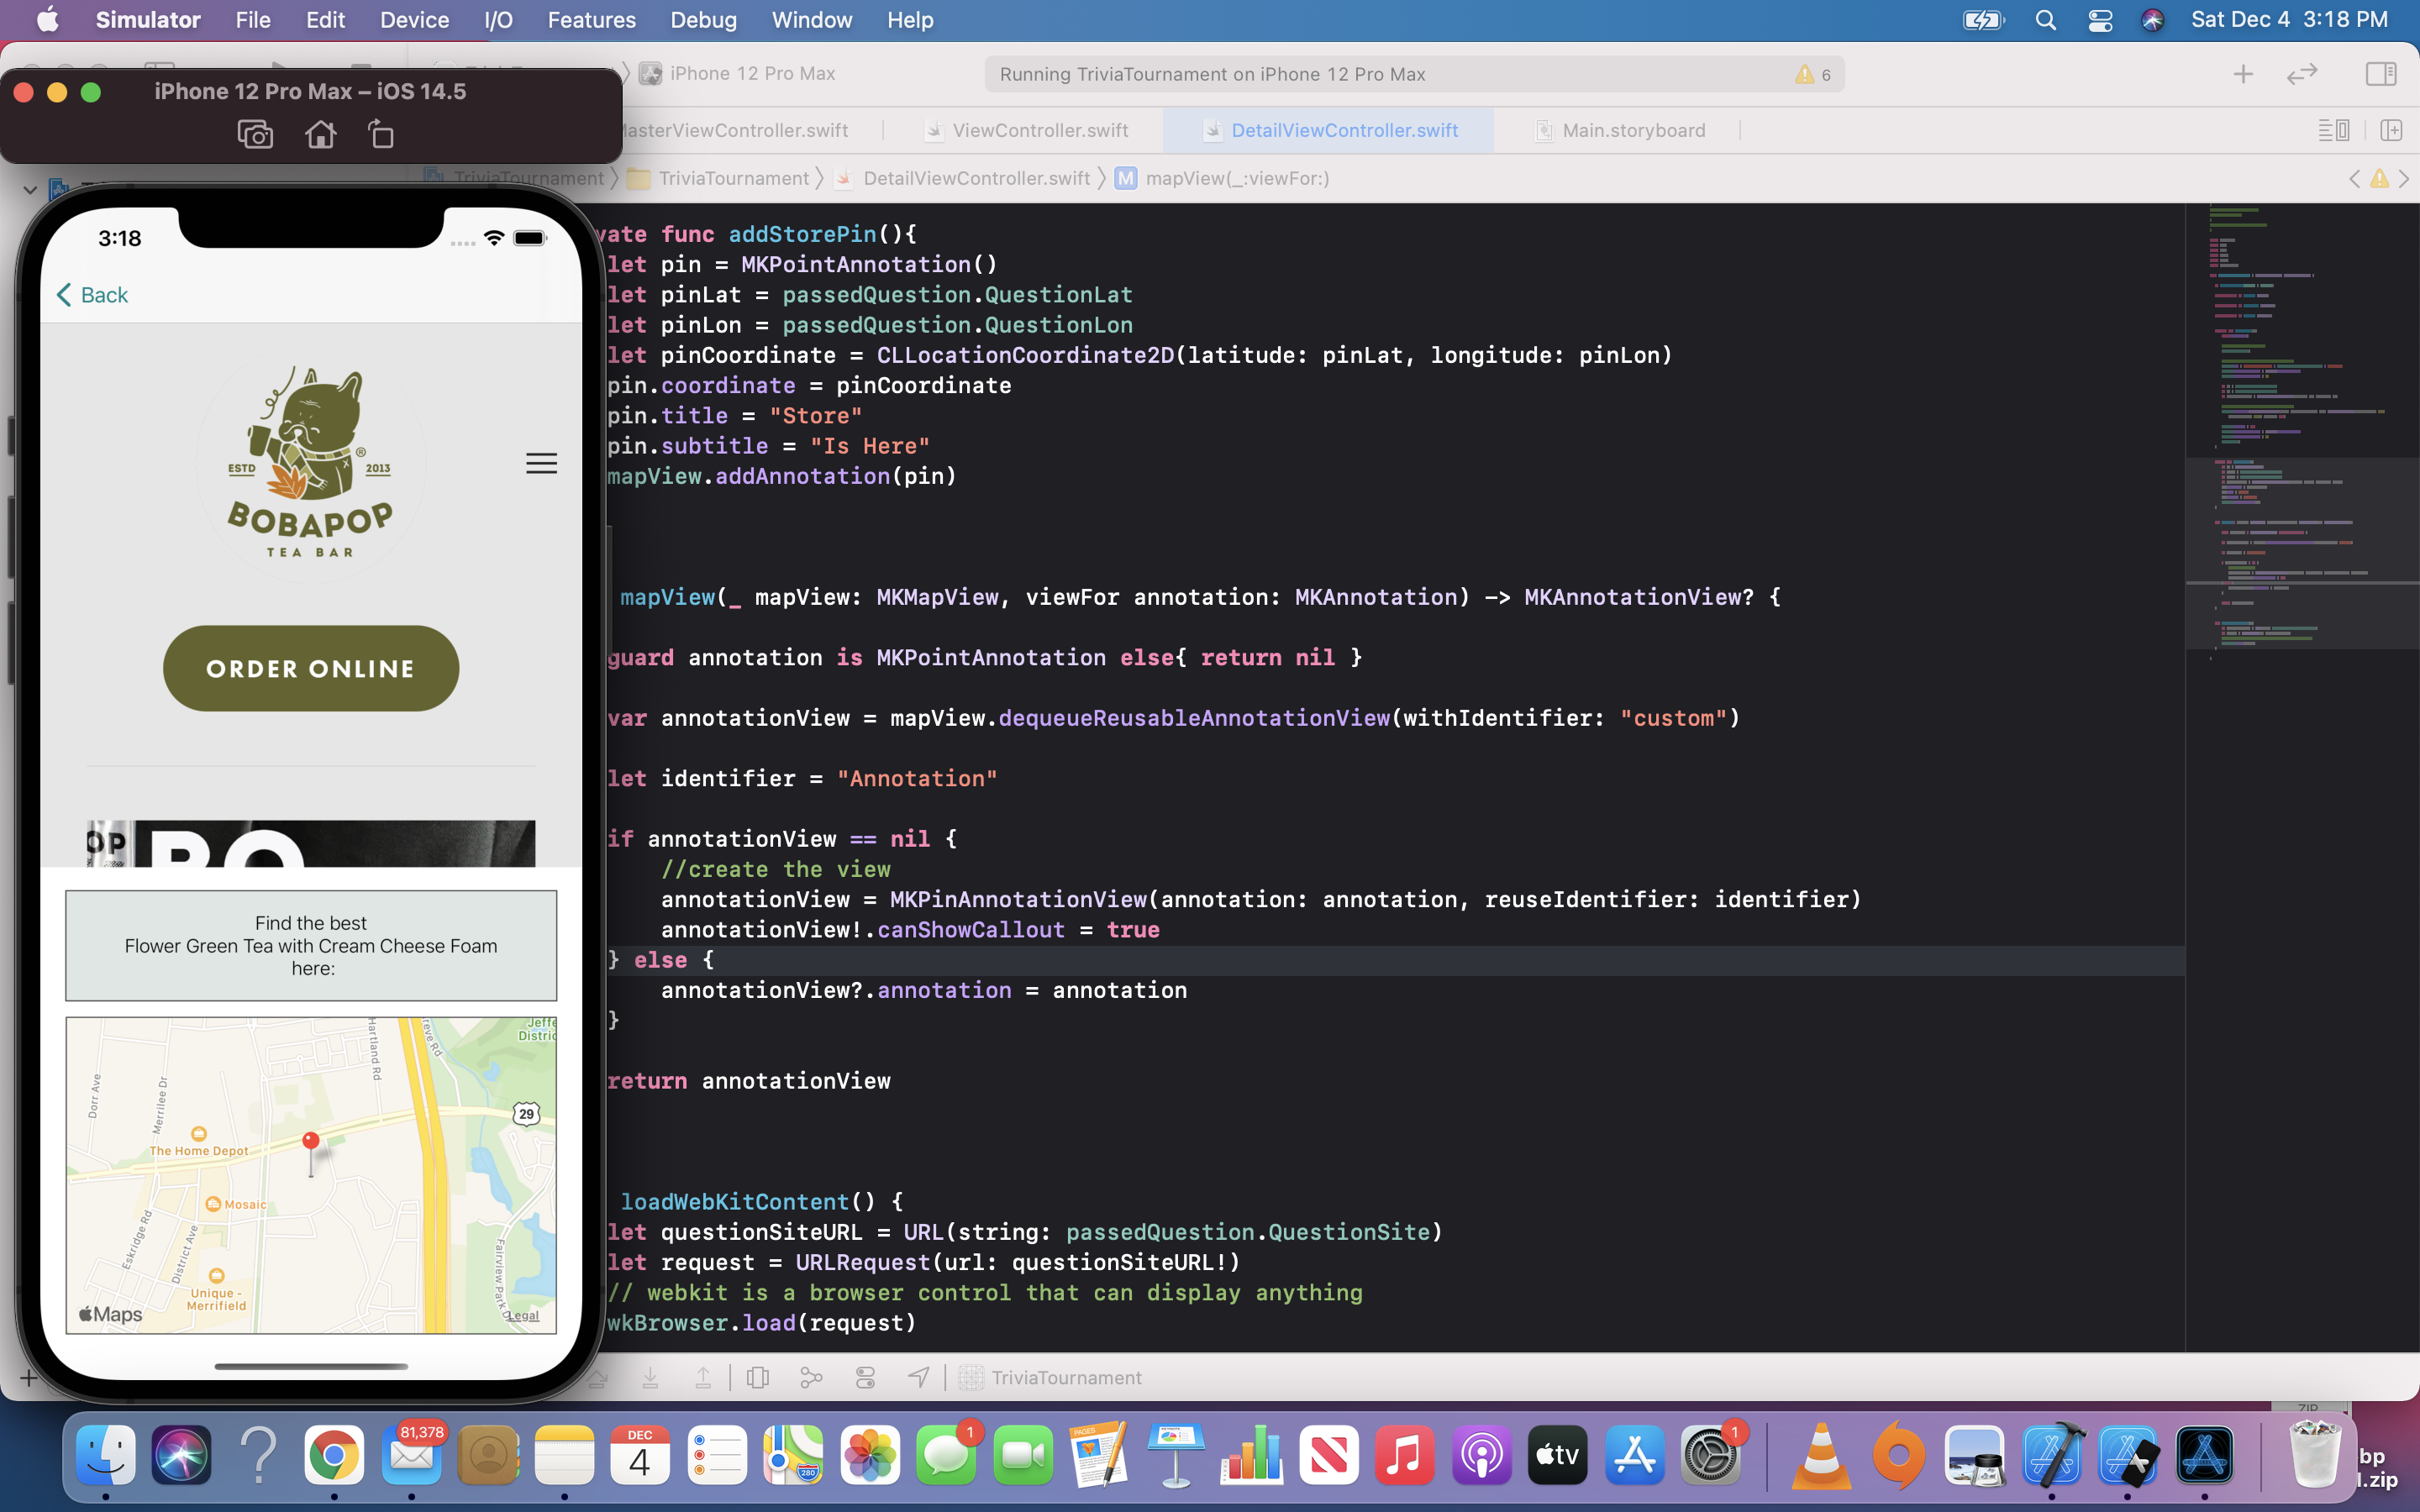 Simulator File Edit Device I/O Features Debug Window Help Sat Dec 4 3:18 PM
iPhone 12 Pro Max – iOS 14.5
iPhone 12 Pro Max
Running TriviaTournament on iPhone 12 Pro Max 6
MasterViewController.swift ViewController.swift DetailViewController.swift Main.storyboard
TriviaTournament TriviaTournament DetailViewController.swift M mapView(_:viewFor:)
3:18
Back
ESTD ® 2013
BOBAPOP
TEA BAR
ORDER ONLINE
OP BO
Find the best
Flower Green Tea with Cream Cheese Foam
here:
Jeffe
Distric
Hartland Rd
Dorr Ave
Merrilee Dr
29
The Home Depot
Mosaic
Eskridge Rd
District Ave
Fairview Park D
Unique -
Merrifield
Maps
Legal
vate func addStorePin(){
let pin = MKPointAnnotation()
let pinLat = passedQuestion.QuestionLat
let pinLon = passedQuestion.QuestionLon
let pinCoordinate = CLLocationCoordinate2D(latitude: pinLat, longitude: pinLon)
pin.coordinate = pinCoordinate
pin.title = "Store"
pin.subtitle = "Is Here"
mapView.addAnnotation(pin)
mapView(_ mapView: MKMapView, viewFor annotation: MKAnnotation) -> MKAnnotationView? {
guard annotation is MKPointAnnotation else{ return nil }
var annotationView = mapView.dequeueReusableAnnotationView(withIdentifier: "custom")
let identifier = "Annotation"
if annotationView == nil {
//create the view
annotationView = MKPinAnnotationView(annotation: annotation, reuseIdentifier: identifier)
annotationView!.canShowCallout = true
} else {
annotationView?.annotation = annotation
}
return annotationView
loadWebKitContent() {
let questionSiteURL = URL(string: passedQuestion.QuestionSite)
let request = URLRequest(url: questionSiteURL!)
// webkit is a browser control that can display anything
wkBrowser.load(request)
TriviaTournament
ZIP
81,378
DEC
4
280
1
PAGES
tv
1
bp
1.zip